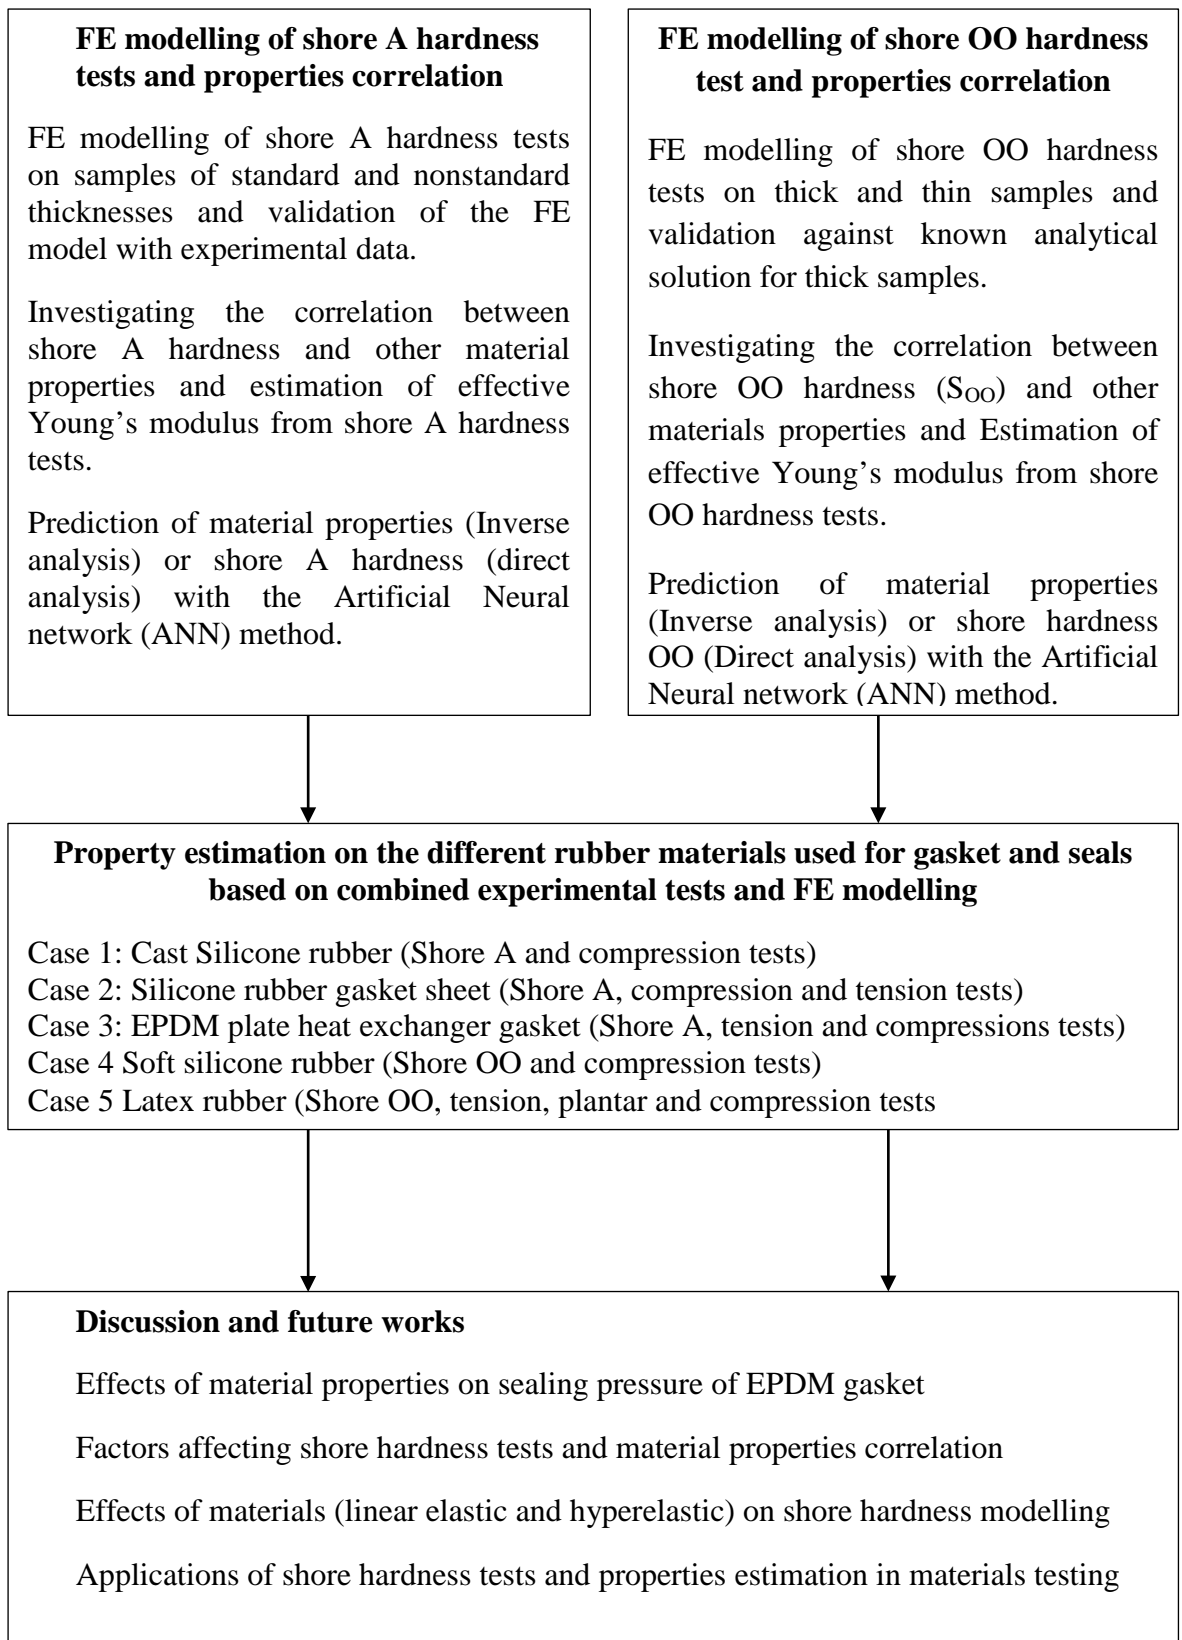 FE modelling of shore A hardness
tests and properties correlation
FE modelling of shore A hardness tests
on samples of standard and nonstandard
thicknesses and validation of the FE
model with experimental data.
Investigating the correlation between
shore A hardness and other material
properties and estimation of effective
Young’s modulus from shore A hardness
tests.
Prediction of material properties (Inverse
analysis) or shore A hardness (direct
analysis) with the Artificial Neural
network (ANN) method.
FE modelling of shore OO hardness
test and properties correlation
FE modelling of shore OO hardness
tests on thick and thin samples and
validation against known analytical
solution for thick samples.
Investigating the correlation between
shore OO hardness (SOO) and other
materials properties and Estimation of
effective Young’s modulus from shore
OO hardness tests.
Prediction of material properties
(Inverse analysis) or shore hardness
OO (Direct analysis) with the Artificial
Neural network (ANN) method.
Property estimation on the different rubber materials used for gasket and seals
based on combined experimental tests and FE modelling
Case 1: Cast Silicone rubber (Shore A and compression tests)
Case 2: Silicone rubber gasket sheet (Shore A, compression and tension tests)
Case 3: EPDM plate heat exchanger gasket (Shore A, tension and compressions tests)
Case 4 Soft silicone rubber (Shore OO and compression tests)
Case 5 Latex rubber (Shore OO, tension, plantar and compression tests
Discussion and future works
Effects of material properties on sealing pressure of EPDM gasket
Factors affecting shore hardness tests and material properties correlation
Effects of materials (linear elastic and hyperelastic) on shore hardness modelling
Applications of shore hardness tests and properties estimation in materials testing